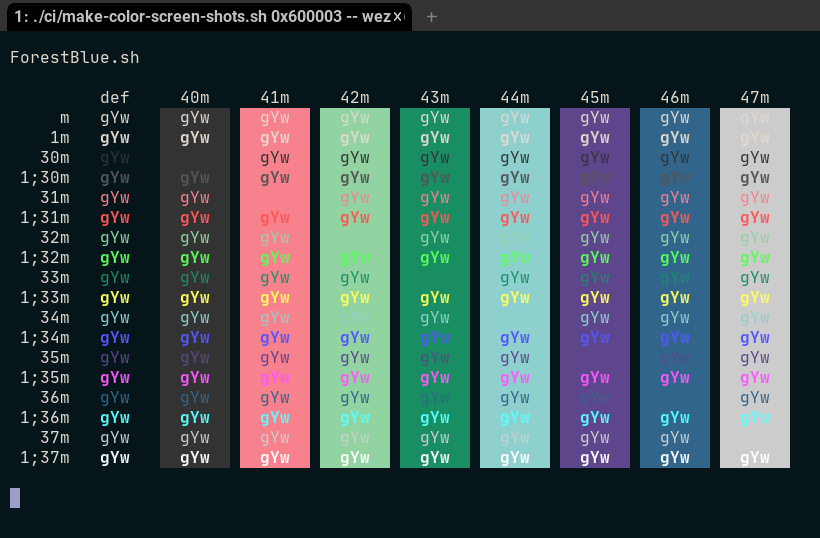 1: ./ci/make-color-screen-shots.sh 0x600003 -- wez
ForestBlue.sh
def 40m 41m 42m 43m 44m 45m 46m 47m
m gYw gYw gYw gYw gYw gYw gYw gYw gYw
1m gYw gYw gYw gYw gYw gYw gYw gYw gYw
30m gYw gYw gYw gYw gYw gYw gYw gYw
1;30m gYw gYw gYw gYw gYw gYw gYw gYw gYw
31m gYw gYw gYw gYw gYw gYw gYw gYw
1;31m gYw gYw gYw gYw gYw gYw gYw gYw gYw
32m gYw gYw gYw gYw gYw gYw gYw gYw
1;32m gYw gYw gYw gYw gYw gYw gYw gYw gYw
33m gYw gYw gYw gYw gYw gYw gYw gYw
1;33m gYw gYw gYw gYw gYw gYw gYw gYw gYw
34m gYw gYw gYw gYw gYw gYw gYw gYw
1;34m gYw gYw gYw gYw gYw gYw gYw gYw gYw
35m gYw gYw gYw gYw gYw gYw gYw gYw
1;35m gYw gYw gYw gYw gYw gYw gYw gYw gYw
36m gYw gYw gYw gYw gYw gYw gYw gYw
1;36m gYw gYw gYw gYw gYw gYw gYw gYw gYw
37m gYw gYw gYw gYw gYw gYw gYw gYw
1;37m gYw gYw gYw gYw gYw gYw gYw gYw gYw